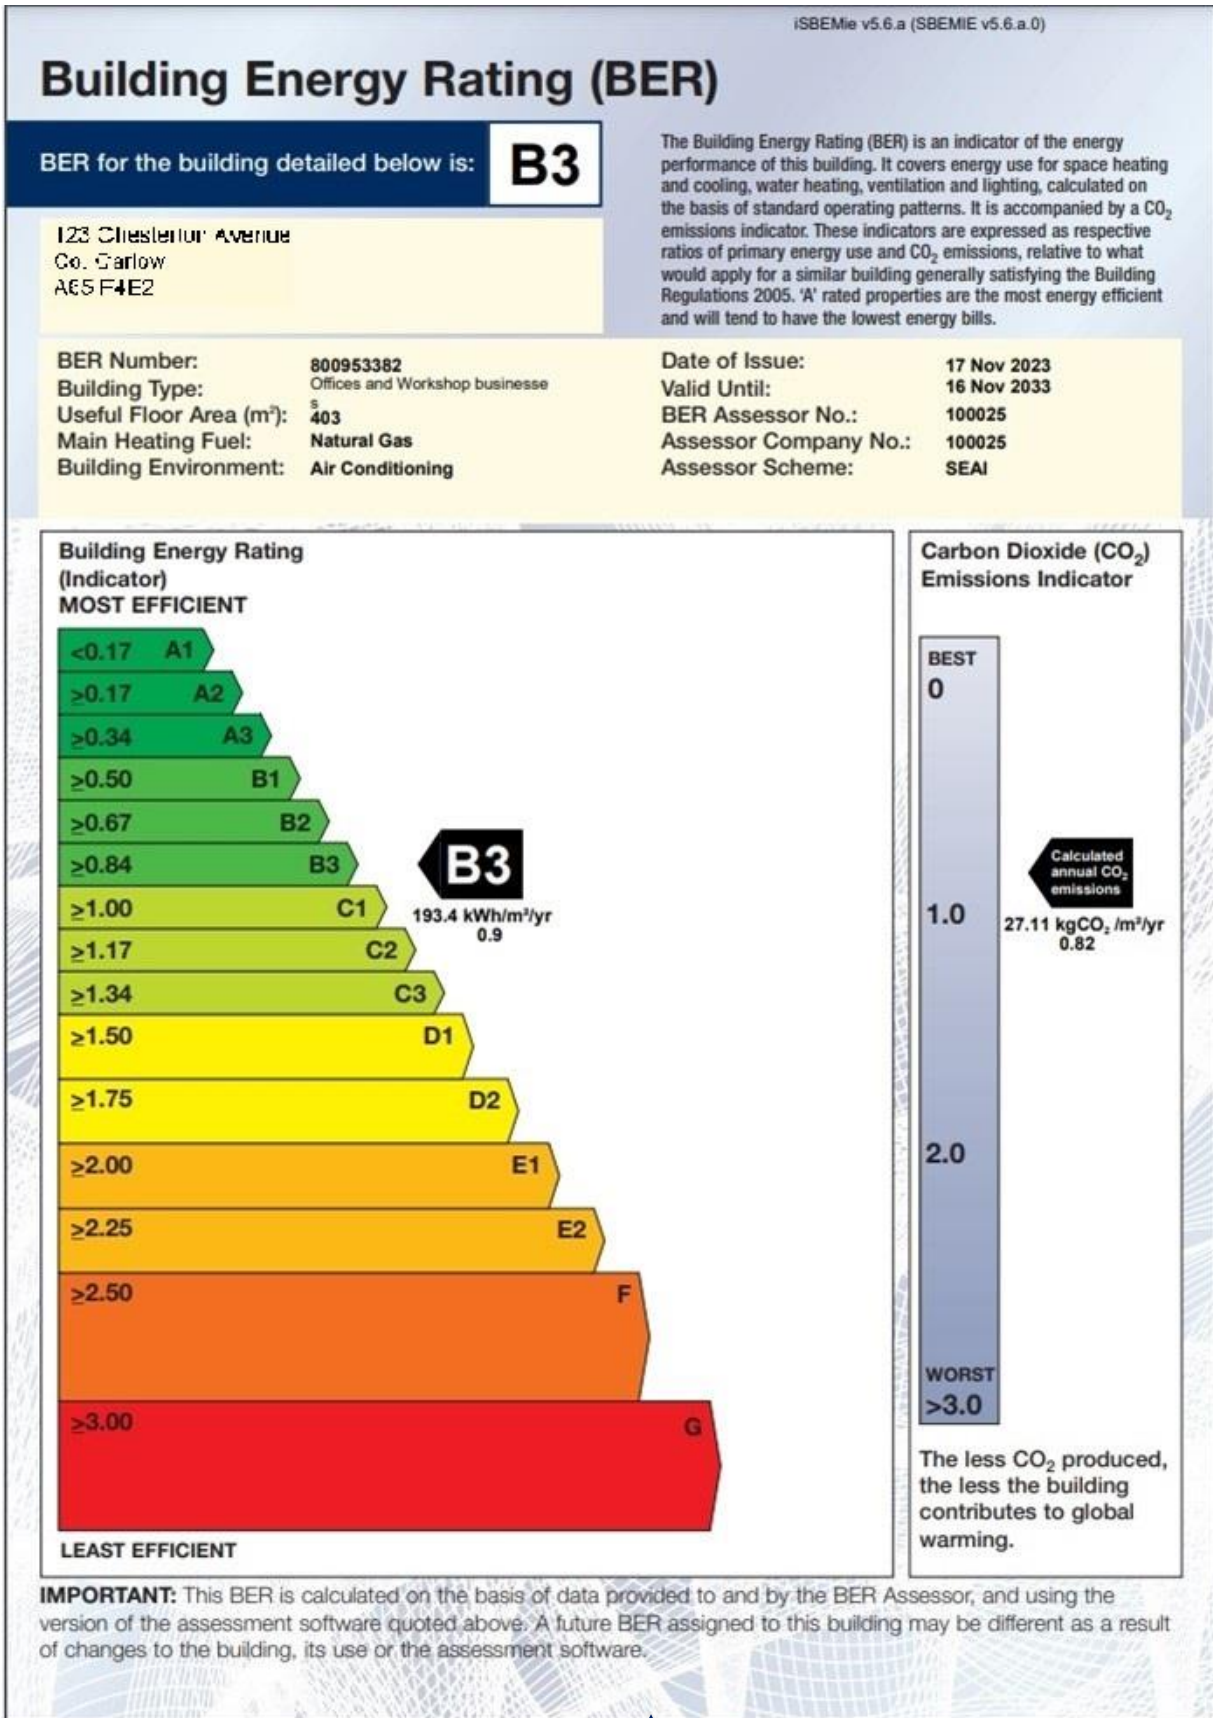 iSBEMie v5.6.a (SBEMIE v5.6.a.0)
Building Energy Rating (BER)
BER for the building detailed below is: B3
123 Chesterton Avenue
Co. Carlow
F4E2
The Building Energy Rating (BER) is an indicator of the energy
performance of this building. It covers energy use for space heating
and cooling, water heating, ventilation and lighting, calculated on
the basis of standard operating patterns. It is accompanied by a CO₂
emissions indicator. These indicators are expressed as respective
ratios of primary energy use and CO₂ emissions, relative to what
would apply for a similar building generally satisfying the Building
Regulations 2005. ‘A’ rated properties are the most energy efficient
and will tend to have the lowest energy bills.
BER Number: 800953382
Building Type: Offices and Workshop businesse
s
Useful Floor Area (m²): 403
Main Heating Fuel: Natural Gas
Building Environment: Air Conditioning
Date of Issue: 17 Nov 2023
Valid Until: 16 Nov 2033
BER Assessor No.: 100025
Assessor Company No.: 100025
Assessor Scheme: SEAI
Building Energy Rating
(Indicator)
MOST EFFICIENT
<0.17 A1
≥0.17 A2
≥0.34 A3
≥0.50 B1
≥0.67 B2
≥0.84 B3
≥1.00 C1
≥1.17 C2
≥1.34 C3
≥1.50 D1
≥1.75 D2
≥2.00 E1
≥2.25 E2
≥2.50 F
≥3.00 G
LEAST EFFICIENT
B3
193.4 kWh/m²/yr
0.9
Carbon Dioxide (CO₂)
Emissions Indicator
BEST
0
1.0
2.0
WORST
>3.0
Calculated
annual CO₂
emissions
27.11 kgCO₂ /m²/yr
0.82
The less CO₂ produced,
the less the building
contributes to global
warming.
IMPORTANT: This BER is calculated on the basis of data provided to and by the BER Assessor, and using the
version of the assessment software quoted above. A future BER assigned to this building may be different as a result
of changes to the building, its use or the assessment software.